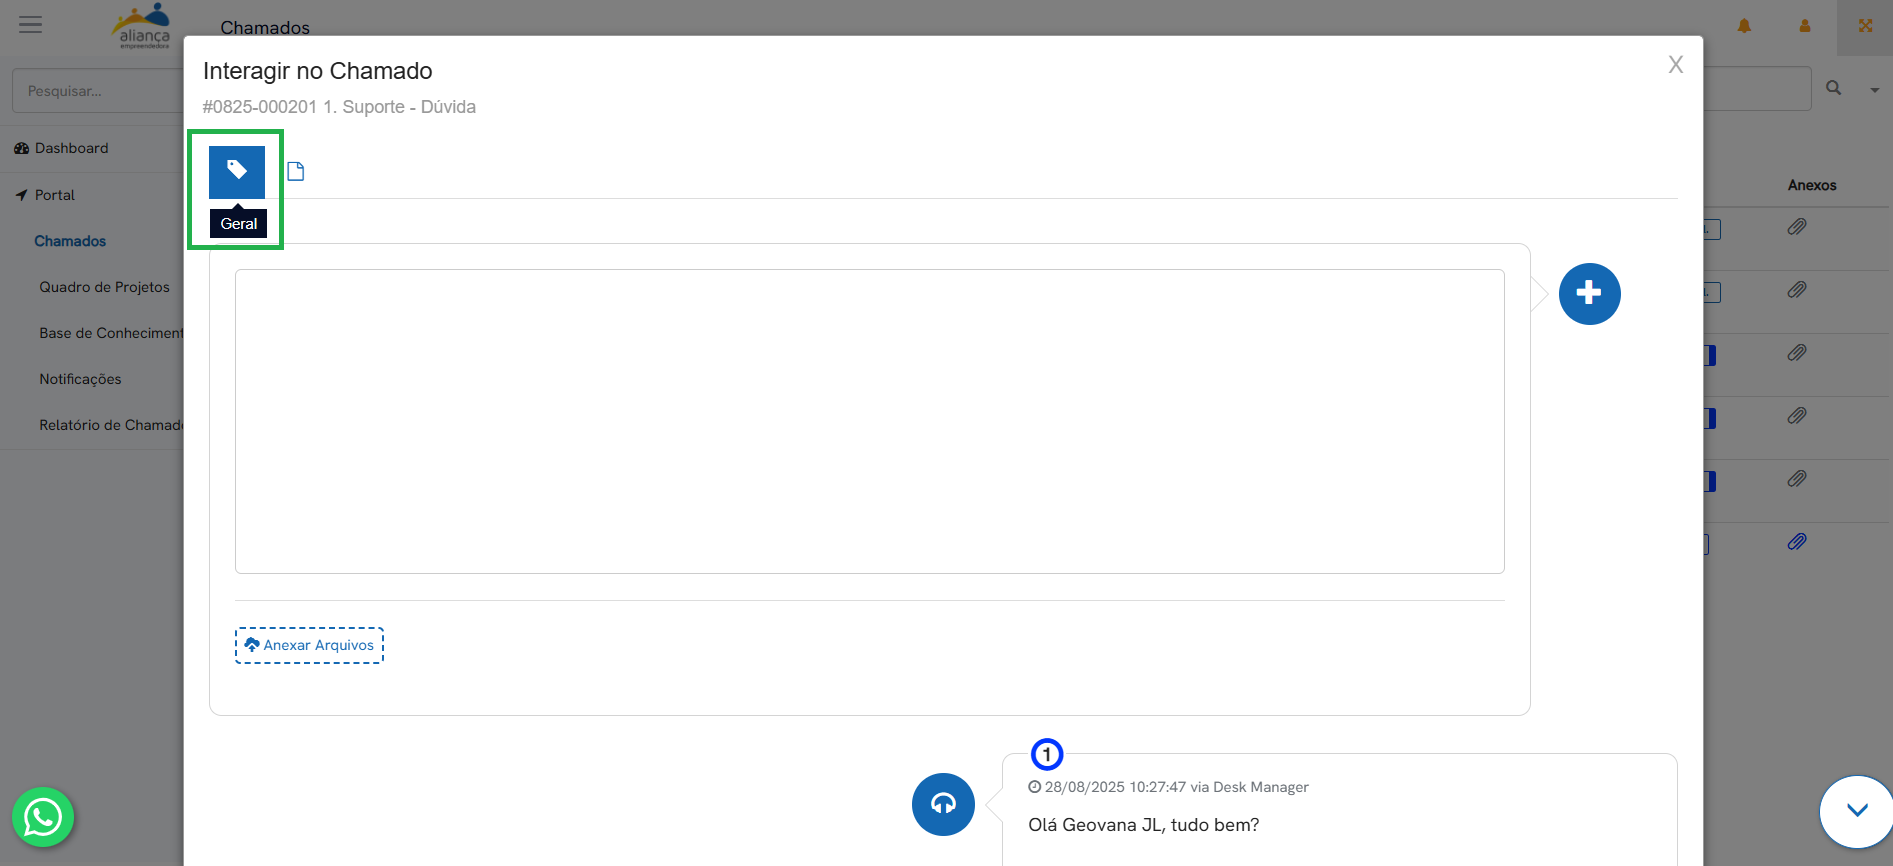 aliança
empreendedora
Chamados
Pesquisar...
Dashboard
Portal
Chamados
Quadro de Projetos
Base de Conheciment
Notificações
Relatório de Chamad
Interagir no Chamado
X
#0825-000201 1. Suporte - Dúvida
Geral
Anexos
Anexar Arquivos
1
28/08/2025 10:27:47 via Desk Manager
Olá Geovana JL, tudo bem?